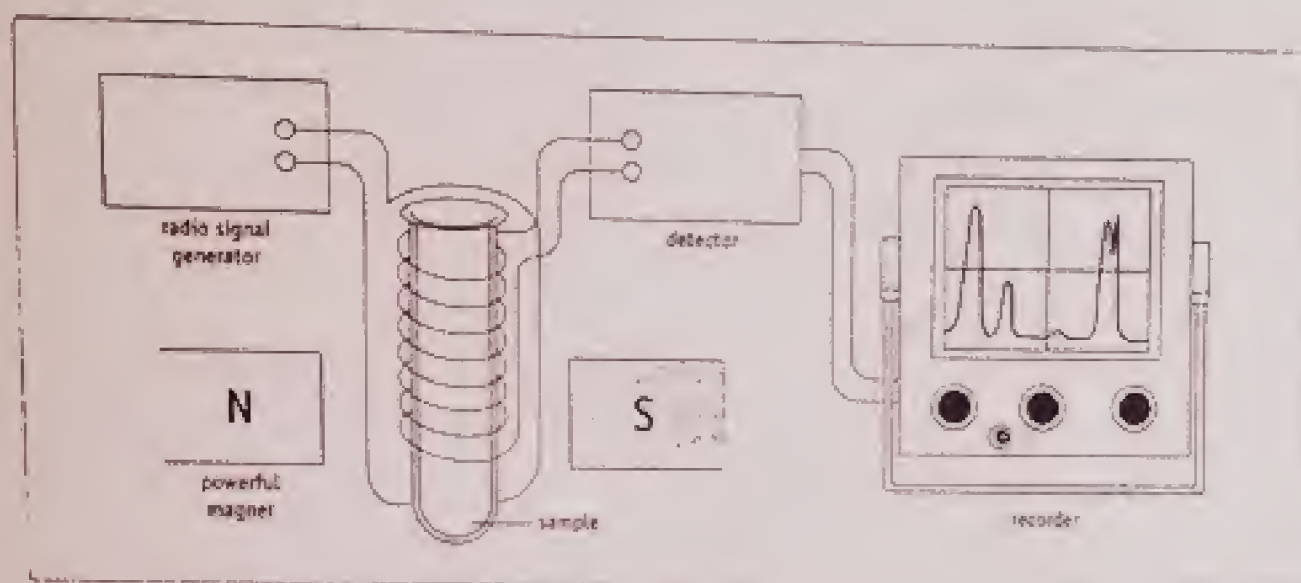 radio signal
generator
detector
N
S
powerful
magnet
sample
recorder